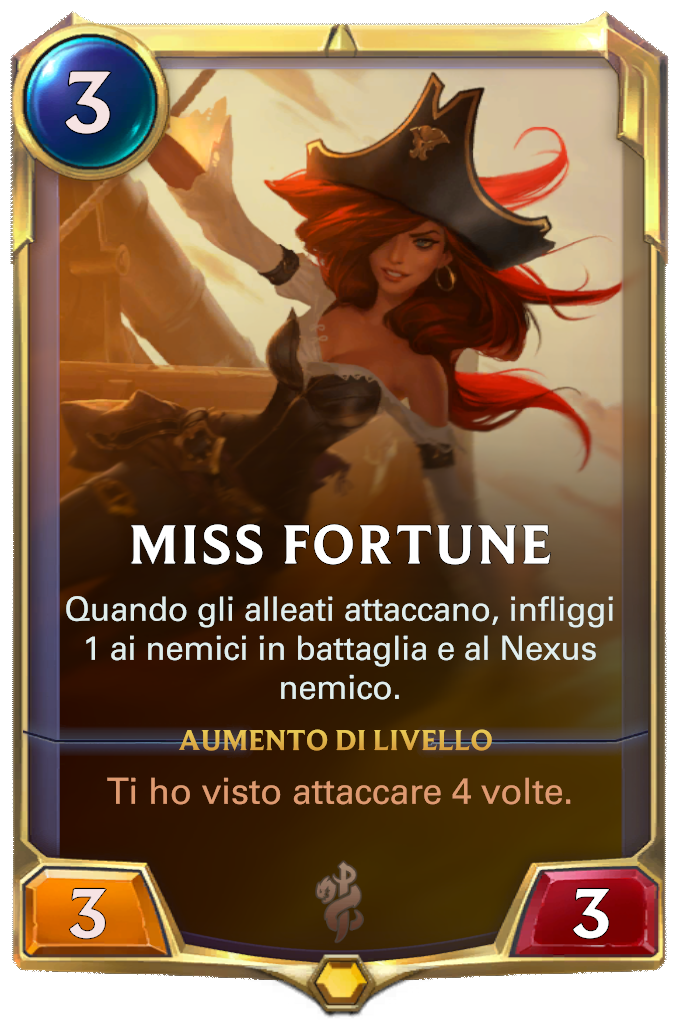 3
MISS FORTUNE
Quando gli alleati attaccano, infliggi
1 ai nemici in battaglia e al Nexus
nemico.
AUMENTO DI LIVELLO
Ti ho visto attaccare 4 volte.
3
3